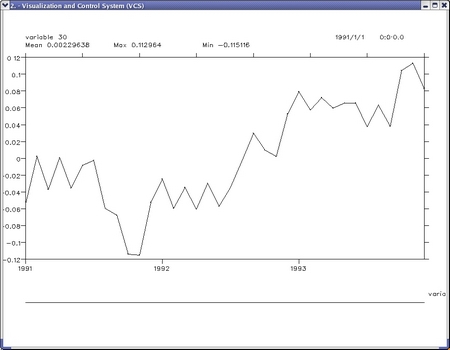 2. - Visualization and Control System (VCS)
variable 30 1991/1/1 0:0:0.0
Mean 0.00229638 Max 0.112964 Min -0.115116
0.12
0.1
0.08
0.06
0.04
0.02
0
-0.02
-0.04
-0.06
-0.08
-0.1
-0.12
1991 1992 1993
varia